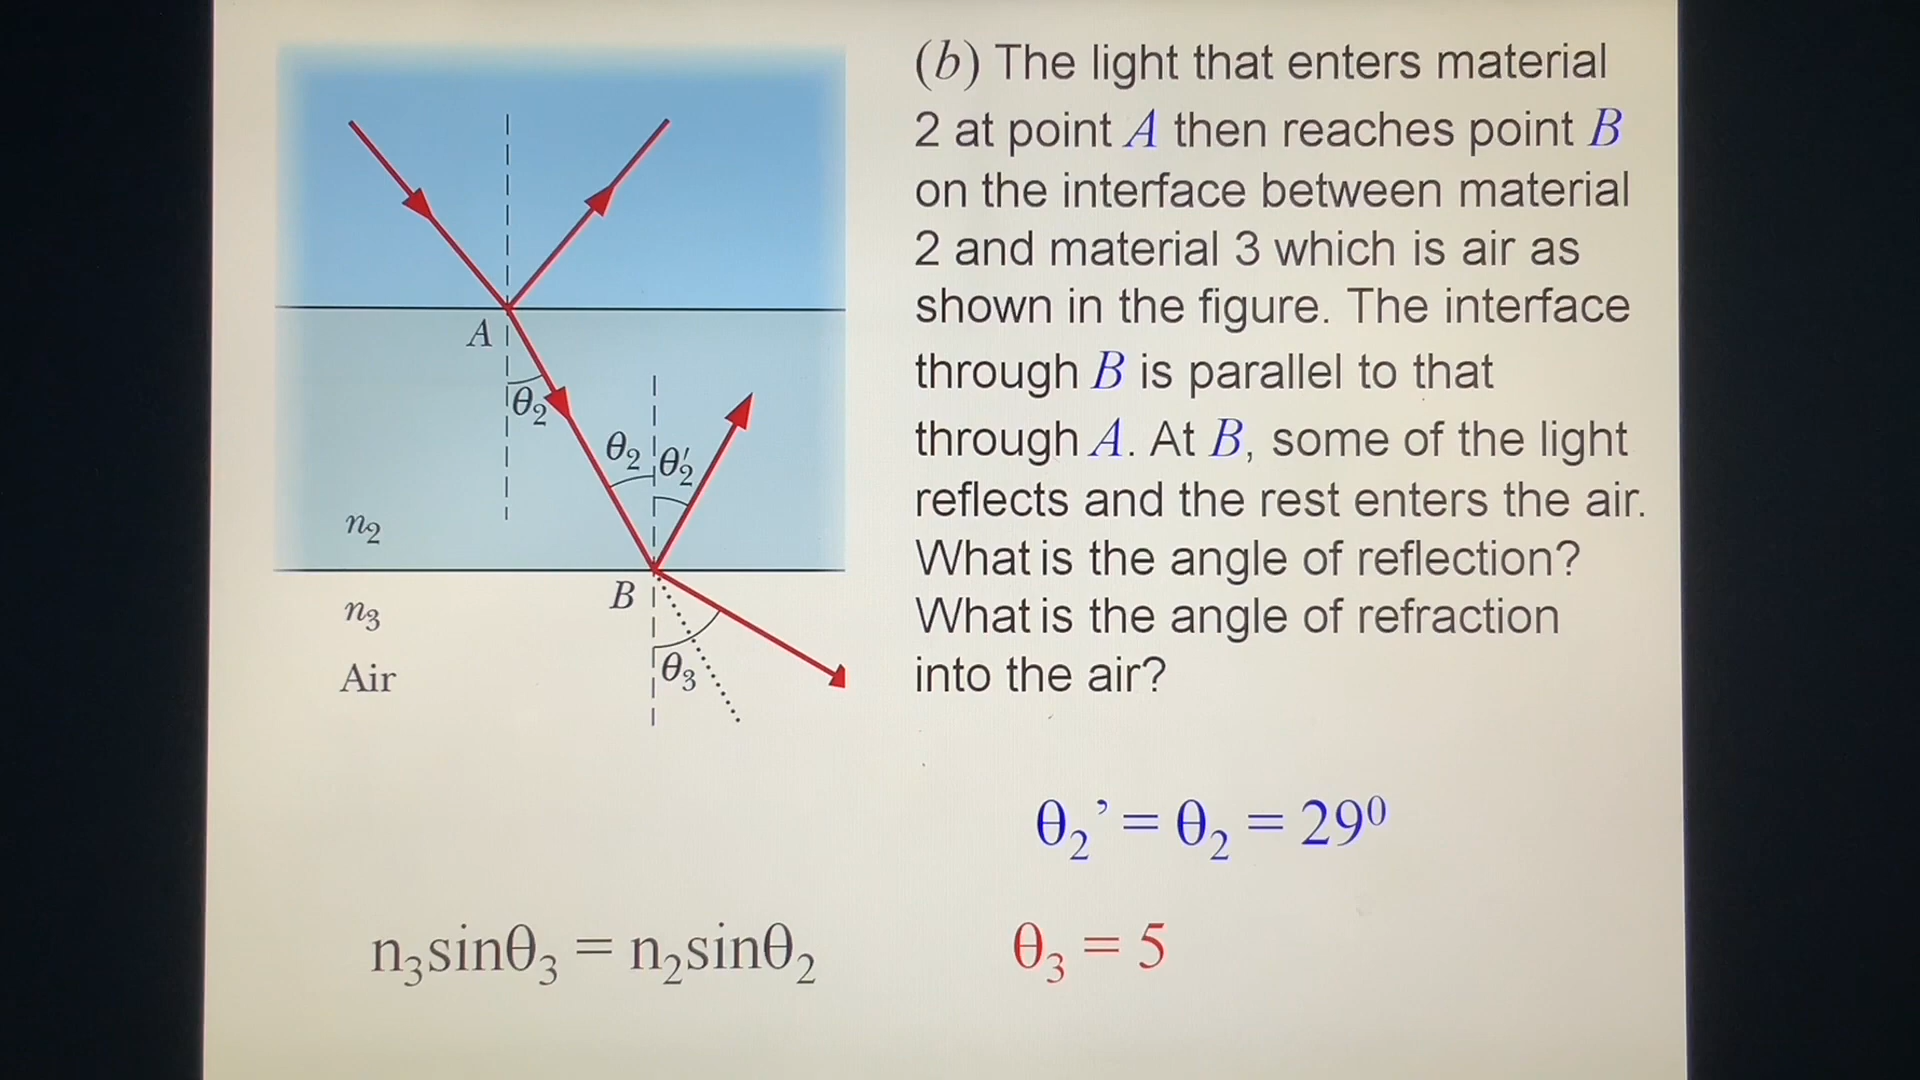 (b) The light that enters material
2 at point A then reaches point B
on the interface between material
2 and material 3 which is air as
shown in the figure. The interface
through B is parallel to that
through A. At B, some of the light
reflects and the rest enters the air.
What is the angle of reflection?
What is the angle of refraction
into the air?
A
θ₂
θ₂
θ₂′
n₂
B
n₃
θ₃
Air
θ₂’ = θ₂ = 29⁰
n₃sinθ₃ = n₂sinθ₂
θ₃ = 5